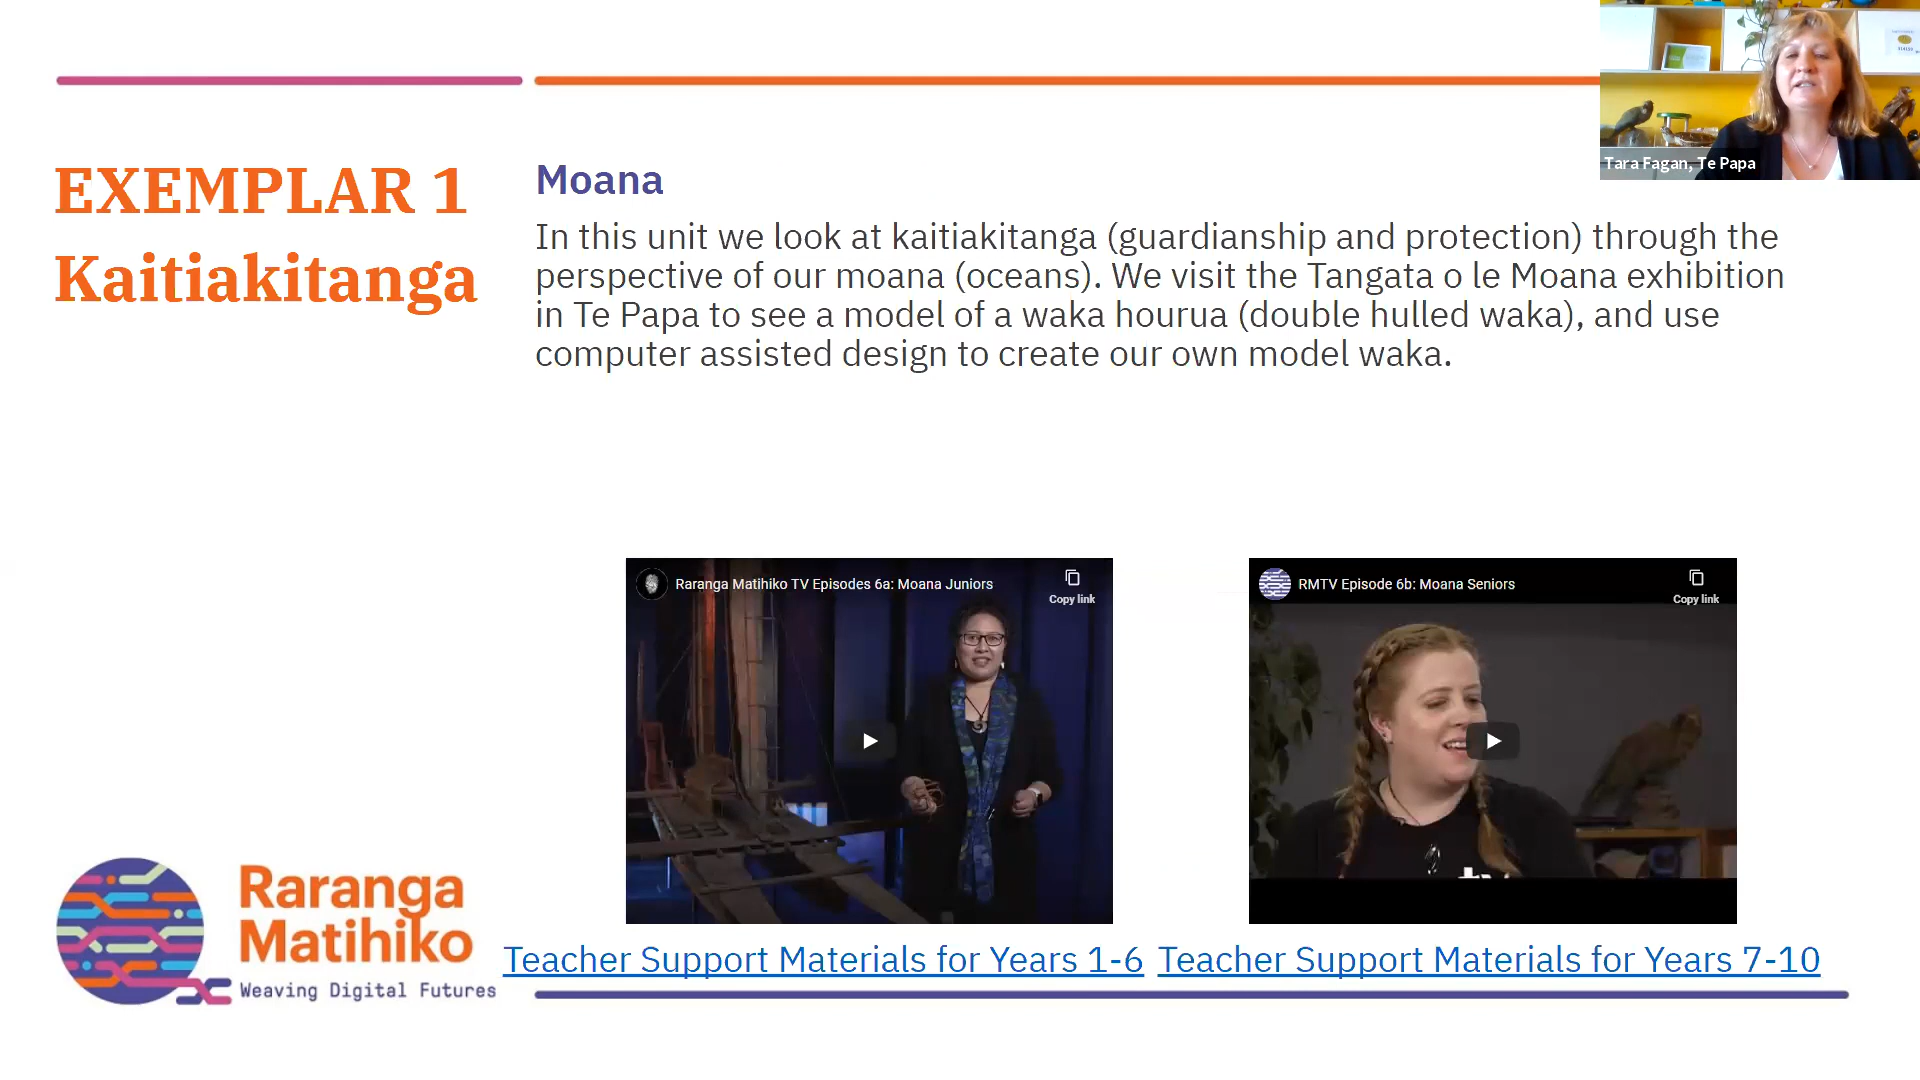 Tara Fagan, Te Papa
EXEMPLAR 1
Kaitiakitanga
Moana
In this unit we look at kaitiakitanga (guardianship and protection) through the
perspective of our moana (oceans). We visit the Tangata o le Moana exhibition
in Te Papa to see a model of a waka hourua (double hulled waka), and use
computer assisted design to create our own model waka.
Raranga Matihiko TV Episodes 6a: Moana Juniors
Copy link
RMTV Episode 6b: Moana Seniors
Copy link
Teacher Support Materials for Years 1-6
Teacher Support Materials for Years 7-10
Raranga
Matihiko
Weaving Digital Futures